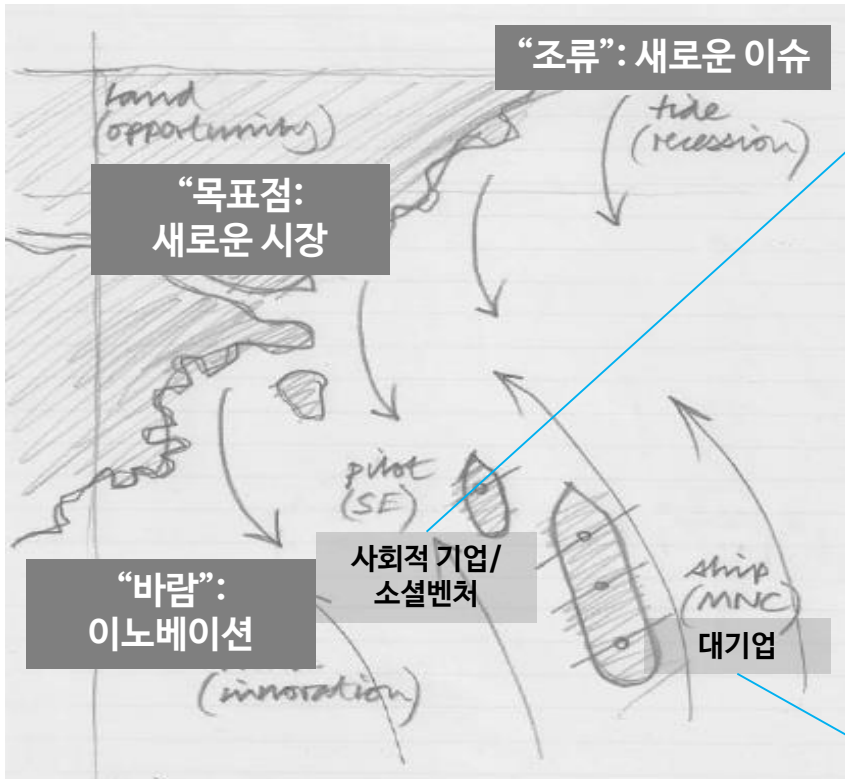 “조류”: 새로운 이슈
land
(opportunity)
tide
(recession)
“목표점:
새로운 시장
pilot
(SE)
사회적 기업/
소셜벤처
“바람”:
이노베이션
ship
(MNC)
대기업
(innovation)